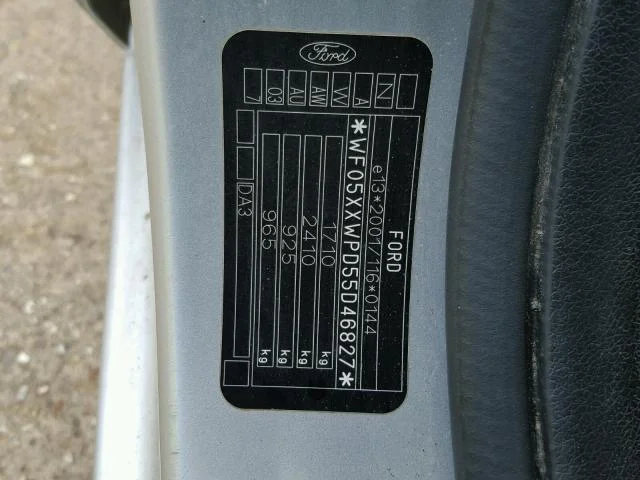 Ford
FORD
e13*2001/116*0144
*WF05XXWPD55D46827*
1710 kg
2410 kg
925 kg
965 kg
DA3
N A W AW AU 03 7